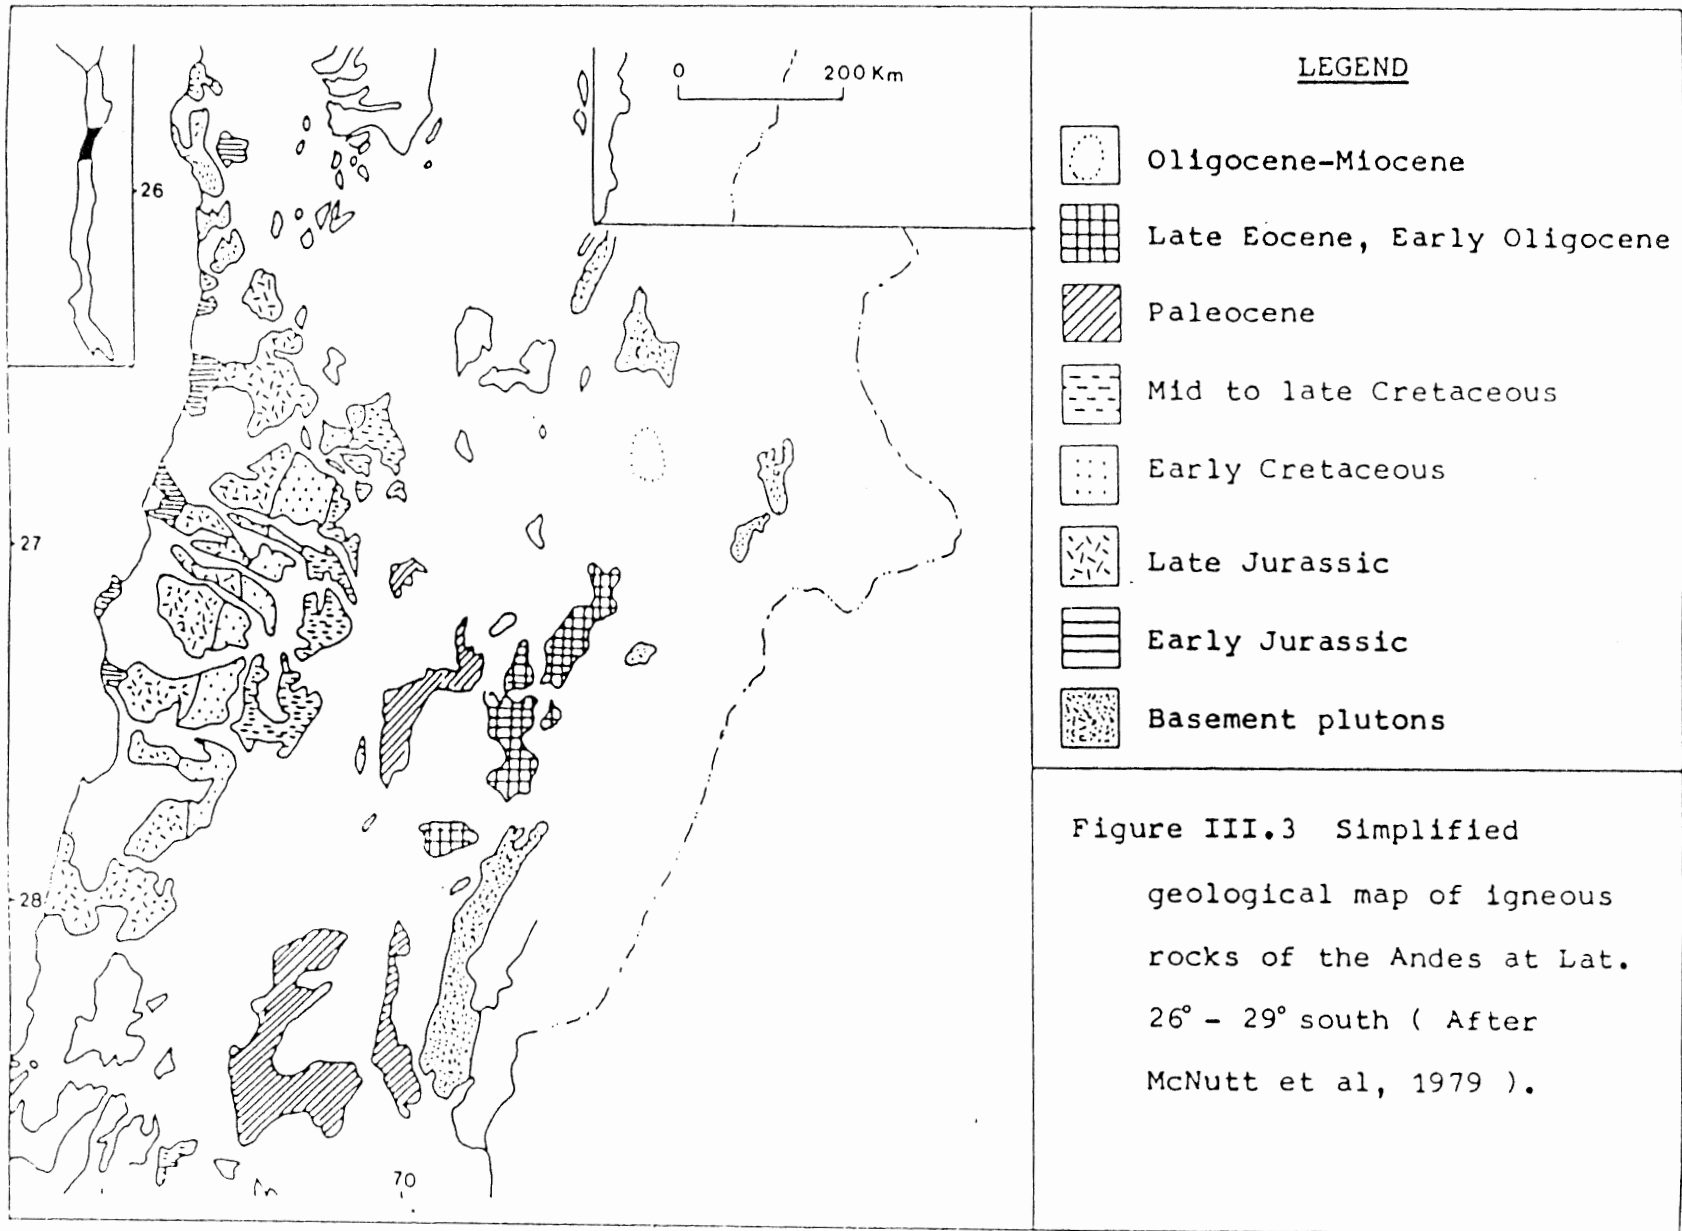 0 200 Km
26
27
28
70
LEGEND
Oligocene-Miocene
Late Eocene, Early Oligocene
Paleocene
Mid to late Cretaceous
Early Cretaceous
Late Jurassic
Early Jurassic
Basement plutons
Figure III.3 Simplified
geological map of igneous
rocks of the Andes at Lat.
26° - 29° south ( After
McNutt et al, 1979 ).